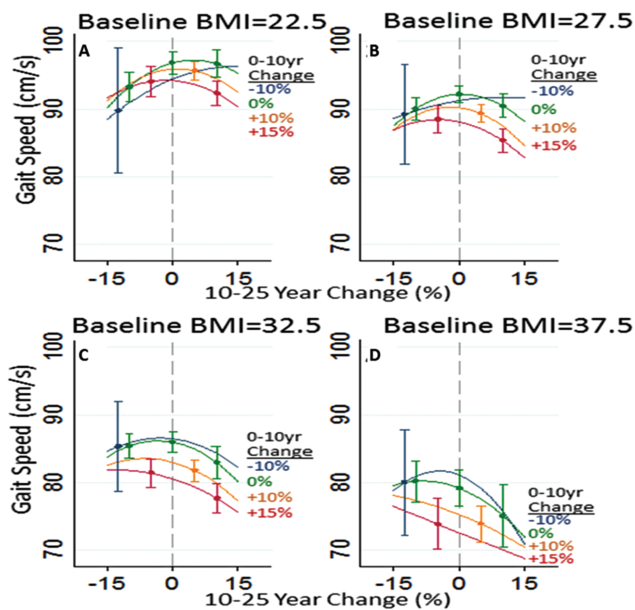 Baseline BMI=22.5
A
Gait Speed (cm/s)
100
90
80
70
0-10yr
Change
-10%
0%
+10%
+15%
-15
0
15
Baseline BMI=27.5
B
100
90
80
70
0-10yr
Change
-10%
0%
+10%
+15%
-15
0
15
10-25 Year Change (%)
Baseline BMI=32.5
C
Gait Speed (cm/s)
100
90
80
70
0-10yr
Change
-10%
0%
+10%
+15%
-15
0
15
Baseline BMI=37.5
D
100
90
80
70
0-10yr
Change
-10%
0%
+10%
+15%
-15
0
15
10-25 Year Change (%)